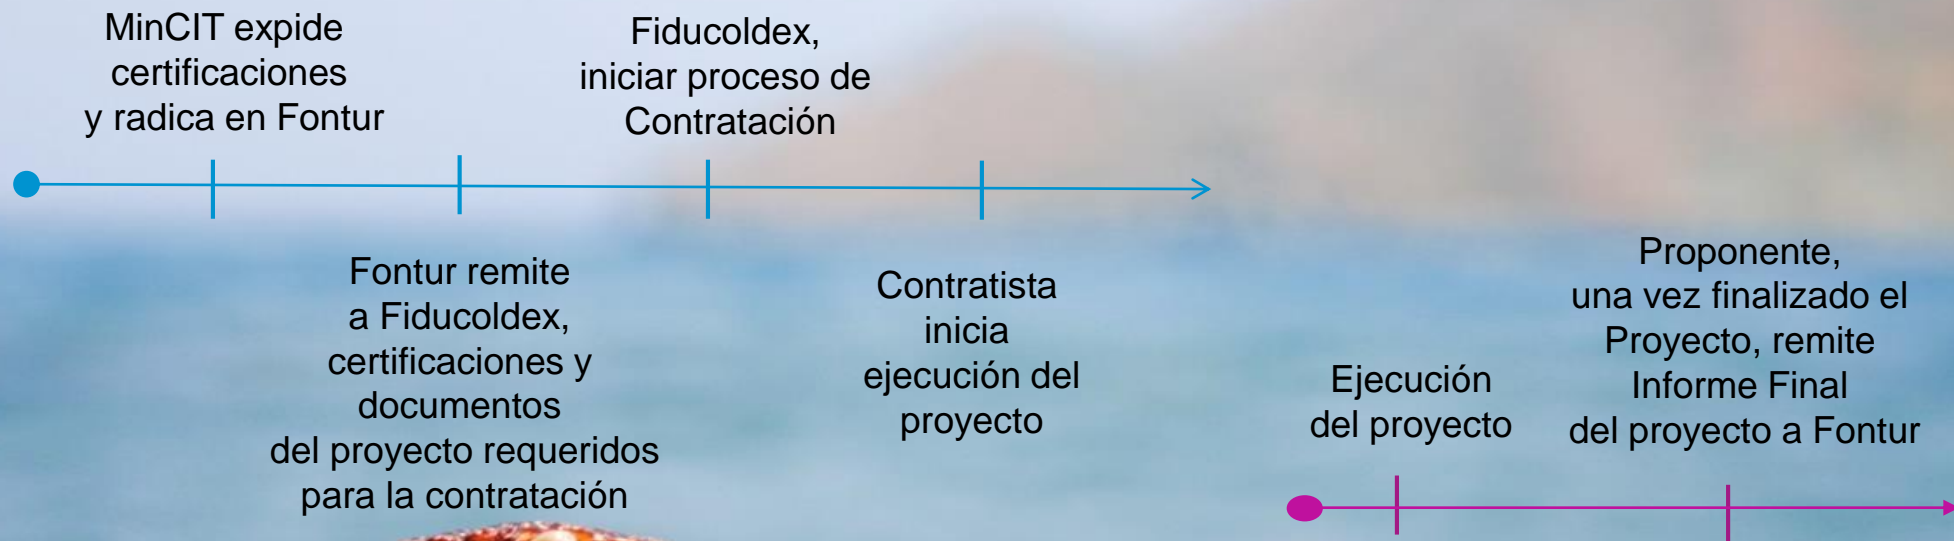 MinCIT expide
certificaciones
y radica en Fontur
Fontur remite
a Fiducoldex,
certificaciones y
documentos
del proyecto requeridos
para la contratación
Fiducoldex,
iniciar proceso de
Contratación
Contratista
inicia
ejecución del
proyecto
Ejecución
del proyecto
Proponente,
una vez finalizado el
Proyecto, remite
Informe Final
del proyecto a Fontur